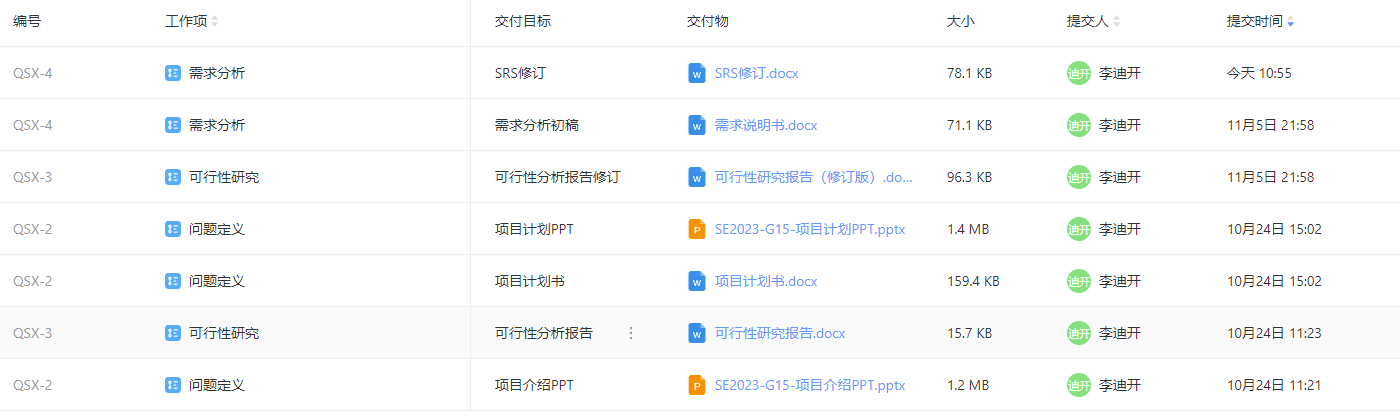 编号 工作项 交付目标 交付物 大小 提交人 提交时间
QSX-4 需求分析 SRS修订 SRS修订.docx 78.1 KB 迪开 李迪开 今天 10:55
QSX-4 需求分析 需求分析初稿 需求说明书.docx 71.1 KB 迪开 李迪开 11月5日 21:58
QSX-3 可行性研究 可行性分析报告修订 可行性研究报告（修订版）.do... 96.3 KB 迪开 李迪开 11月5日 21:58
QSX-2 问题定义 项目计划PPT SE2023-G15-项目计划PPT.pptx 1.4 MB 迪开 李迪开 10月24日 15:02
QSX-2 问题定义 项目计划书 项目计划书.docx 159.4 KB 迪开 李迪开 10月24日 15:02
QSX-3 可行性研究 可行性分析报告 可行性研究报告.docx 15.7 KB 迪开 李迪开 10月24日 11:23
QSX-2 问题定义 项目介绍PPT SE2023-G15-项目介绍PPT.pptx 1.2 MB 迪开 李迪开 10月24日 11:21